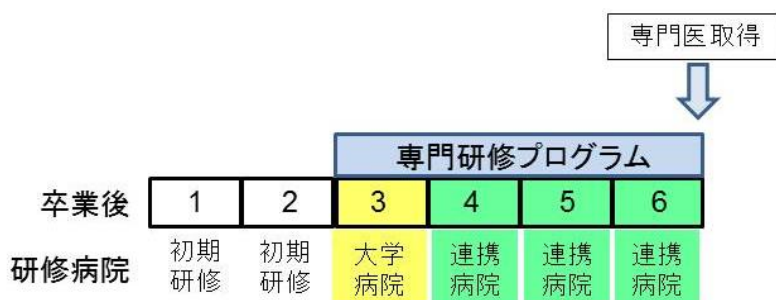 専門医取得
専門研修プログラム
卒業後 1 2 3 4 5 6
研修病院 初期 初期 大学 連携 連携 連携
研修 研修 病院 病院 病院 病院